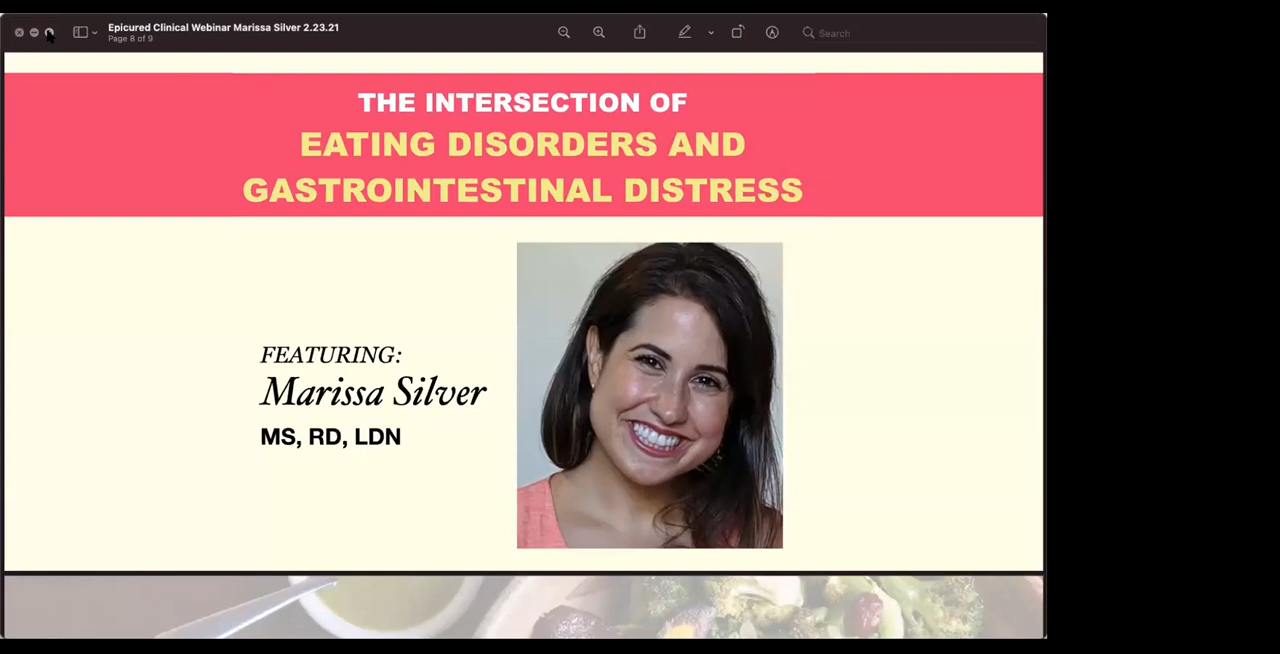 Epicured Clinical Webinar Marissa Silver 2.23.21
Page 8 of 9
Search
THE INTERSECTION OF
EATING DISORDERS AND
GASTROINTESTINAL DISTRESS
FEATURING:
Marissa Silver
MS, RD, LDN